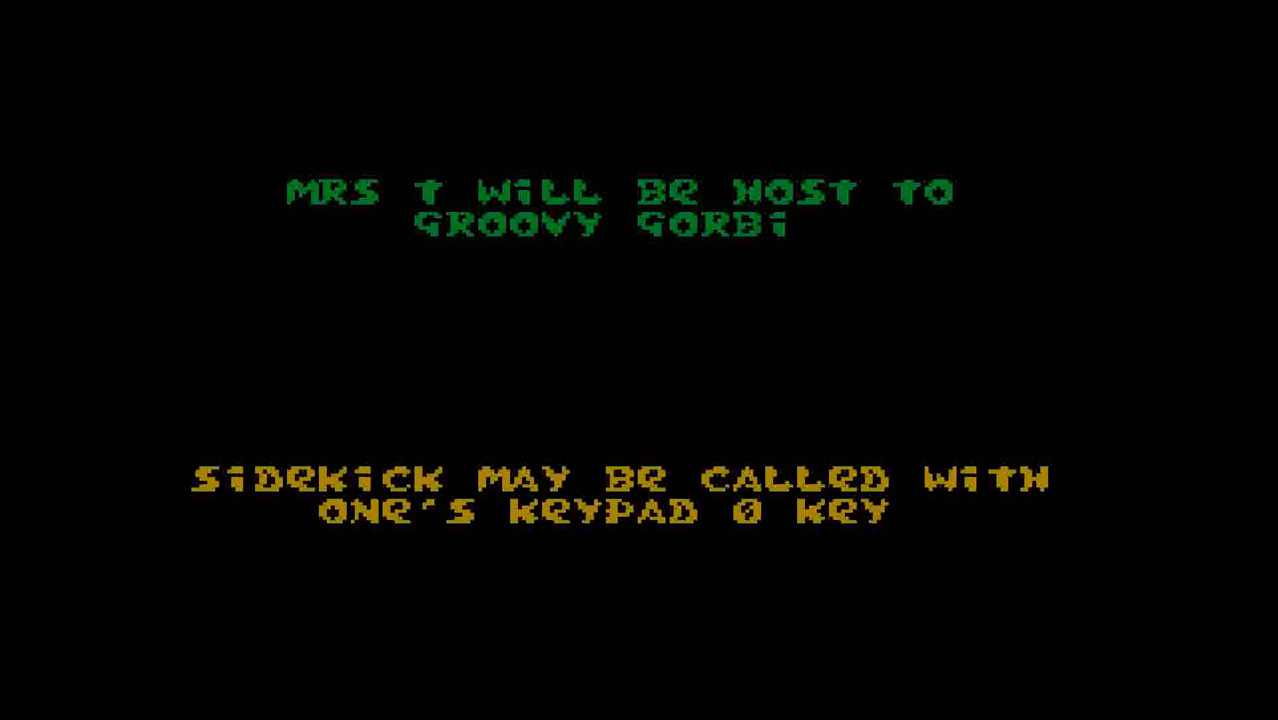 MRS T WiLL Be HOST TO
GROOVY GORBi
SiDeKiCK MAY Be CALLeD WiTH
ONe'S KeYPAD 0 KeY